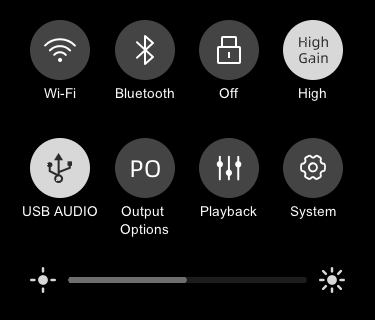 High
Gain
Wi-Fi
Bluetooth
Off
High
PO
USB AUDIO
Output
Options
Playback
System